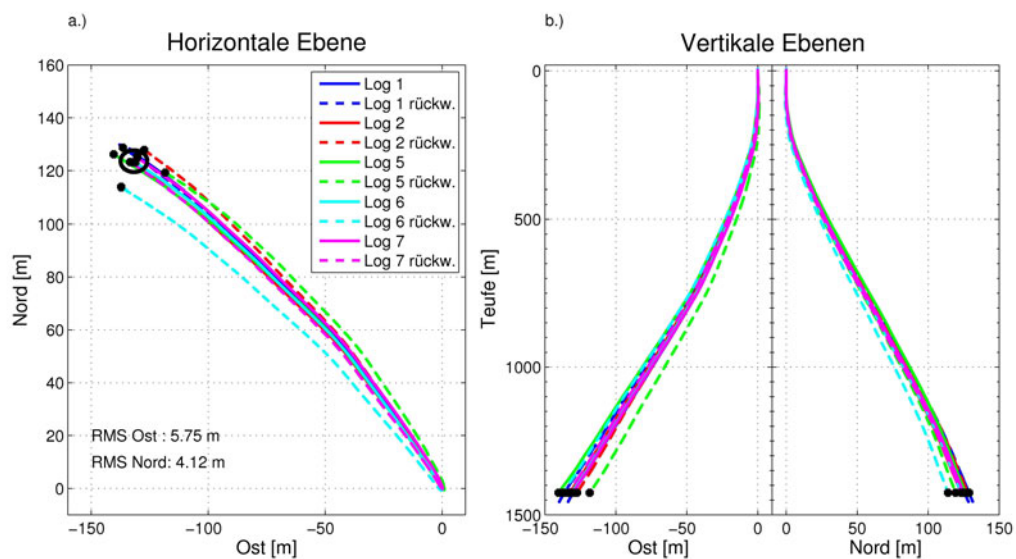 a.)
Horizontale Ebene
160
140
120
100
80
60
40
20
0
Nord [m]
−150
−100
−50
0
Ost [m]
Log 1
Log 1 rückw.
Log 2
Log 2 rückw.
Log 5
Log 5 rückw.
Log 6
Log 6 rückw.
Log 7
Log 7 rückw.
RMS Ost : 5.75 m
RMS Nord: 4.12 m
b.)
Vertikale Ebenen
0
500
1000
1500
Teufe [m]
−150
−100
−50
0
Ost [m]
0
50
100
150
Nord [m]